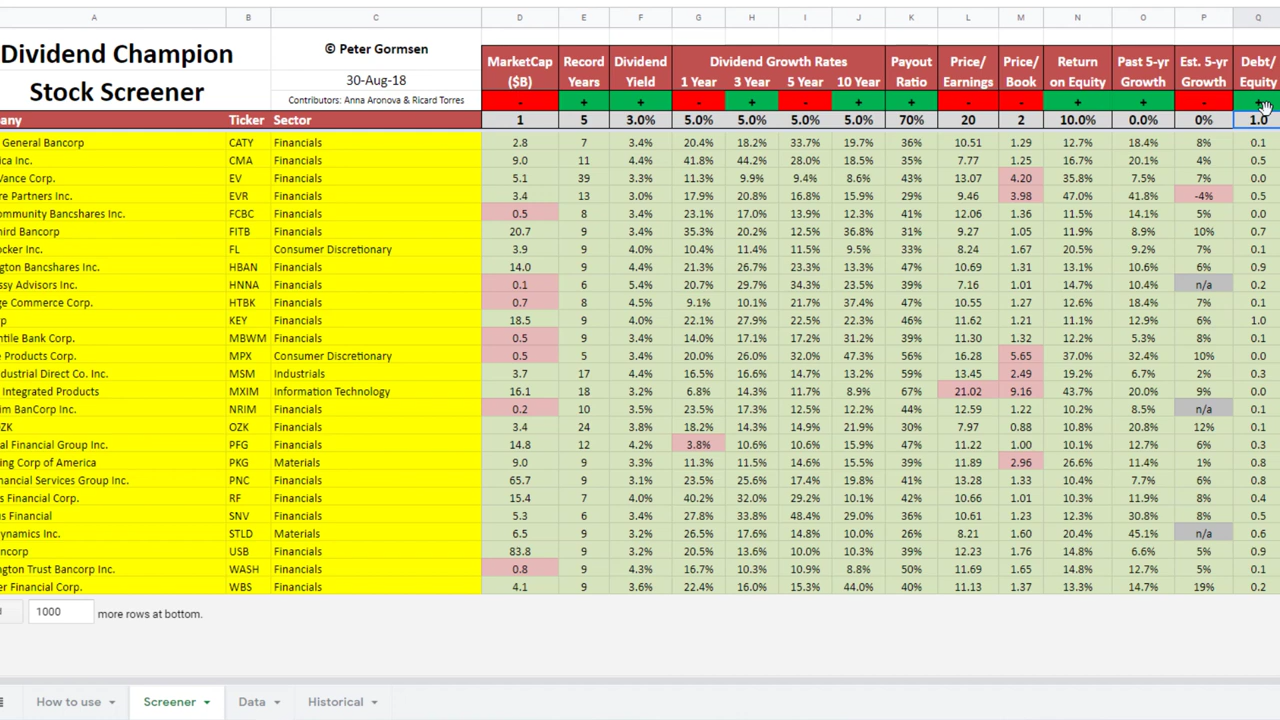 A B C D E F G H I J K L M N O P Q
Dividend Champion
Stock Screener
© Peter Gormsen
30-Aug-18
Contributors: Anna Aronova & Ricard Torres
MarketCap Record Dividend Dividend Growth Rates Payout Price/ Price/ Return Past 5-yr Est. 5-yr Debt/
($B) Years Yield 1 Year 3 Year 5 Year 10 Year Ratio Earnings Book on Equity Growth Growth Equity
- + + - + - + + - - + + - +
any Ticker Sector 1 5 3.0% 5.0% 5.0% 5.0% 5.0% 70% 20 2 10.0% 0.0% 0% 1.0
General Bancorp CATY Financials 2.8 7 3.4% 20.4% 18.2% 33.7% 19.7% 36% 10.51 1.29 12.7% 18.4% 8% 0.1
ica Inc. CMA Financials 9.0 11 3.4% 41.8% 44.2% 28.0% 18.5% 35% 7.77 1.25 16.7% 20.1% 4% 0.5
Vance Corp. EV Financials 5.1 39 3.3% 11.3% 9.9% 9.4% 8.6% 43% 13.07 4.20 35.8% 7.5% 7% 0.0
re Partners Inc. EVR Financials 3.4 13 3.0% 17.9% 20.8% 16.8% 15.9% 29% 9.46 3.98 47.0% 41.8% -4% 0.5
ommunity Bancshares Inc. FCBC Financials 0.5 8 3.4% 23.1% 17.0% 13.9% 12.3% 41% 12.06 1.36 11.5% 14.1% 5% 0.0
hird Bancorp FITB Financials 20.7 9 3.4% 35.3% 20.2% 12.5% 36.8% 31% 9.27 1.05 11.9% 8.9% 10% 0.7
ocker Inc. FL Consumer Discretionary 3.9 9 4.0% 10.4% 11.4% 11.5% 9.5% 33% 8.24 1.67 20.5% 9.2% 7% 0.1
gton Bancshares Inc. HBAN Financials 14.0 9 4.4% 21.3% 26.7% 23.3% 13.3% 47% 10.69 1.31 13.1% 10.6% 6% 0.9
ssy Advisors Inc. HNNA Financials 0.1 6 5.4% 20.7% 29.7% 34.3% 23.5% 39% 7.16 1.01 14.7% 10.4% n/a 0.2
ge Commerce Corp. HTBK Financials 0.7 8 4.5% 9.1% 10.1% 21.7% 37.4% 47% 10.55 1.27 12.6% 18.4% 7% 0.1
rp KEY Financials 18.5 9 4.0% 22.1% 27.9% 22.5% 22.3% 46% 11.62 1.21 11.1% 12.9% 6% 1.0
ntile Bank Corp. MBWM Financials 0.5 9 3.4% 14.0% 17.1% 17.2% 31.2% 39% 11.30 1.32 12.2% 5.3% 8% 0.1
e Products Corp. MPX Consumer Discretionary 0.5 5 3.4% 20.0% 26.0% 32.0% 47.3% 56% 16.28 5.65 37.0% 32.4% 10% 0.0
ndustrial Direct Co. Inc. MSM Industrials 3.7 17 4.4% 16.5% 16.6% 14.7% 13.2% 59% 13.45 2.49 19.2% 6.7% 2% 0.3
Integrated Products MXIM Information Technology 16.1 18 3.2% 6.8% 14.3% 11.7% 8.9% 67% 21.02 9.16 43.7% 20.0% 9% 0.0
im BanCorp Inc. NRIM Financials 0.2 10 3.5% 23.5% 17.3% 12.5% 12.2% 44% 12.59 1.22 10.2% 8.5% n/a 0.1
OZK OZK Financials 3.4 24 3.8% 18.2% 14.3% 14.9% 21.9% 30% 7.97 0.88 10.8% 20.8% 12% 0.1
al Financial Group Inc. PFG Financials 14.8 12 4.4% 3.8% 10.6% 10.6% 15.9% 47% 11.22 1.00 10.1% 12.7% 6% 0.3
ing Corp of America PKG Materials 9.0 11 3.3% 11.3% 11.5% 14.6% 15.5% 39% 11.89 2.96 26.6% 11.4% 1% 0.8
nancial Services Group Inc. PNC Financials 65.7 9 3.1% 23.5% 25.6% 17.4% 19.8% 41% 13.28 1.33 10.4% 7.7% 6% 0.8
s Financial Corp. RF Financials 15.4 7 4.0% 40.2% 32.0% 29.2% 10.1% 42% 10.66 1.01 10.3% 11.9% 8% 0.4
us Financial SNV Financials 5.3 6 3.4% 27.8% 33.8% 48.4% 29.0% 36% 10.61 1.23 12.3% 30.8% 8% 0.5
ynamics Inc. STLD Materials 6.5 9 3.2% 26.5% 17.6% 14.8% 10.0% 26% 8.21 1.60 20.4% 45.1% n/a 0.6
ncorp USB Financials 83.8 9 3.2% 20.5% 13.6% 10.0% 10.3% 39% 12.23 1.76 14.8% 6.6% 5% 0.9
ngton Trust Bancorp Inc. WASH Financials 0.8 9 4.3% 16.7% 10.3% 10.9% 8.8% 50% 11.69 1.65 14.8% 12.7% 5% 0.1
er Financial Corp. WBS Financials 4.1 9 3.6% 22.4% 16.0% 15.3% 44.0% 40% 11.13 1.37 13.3% 14.7% 19% 0.2
1000 more rows at bottom.
How to use Screener Data Historical